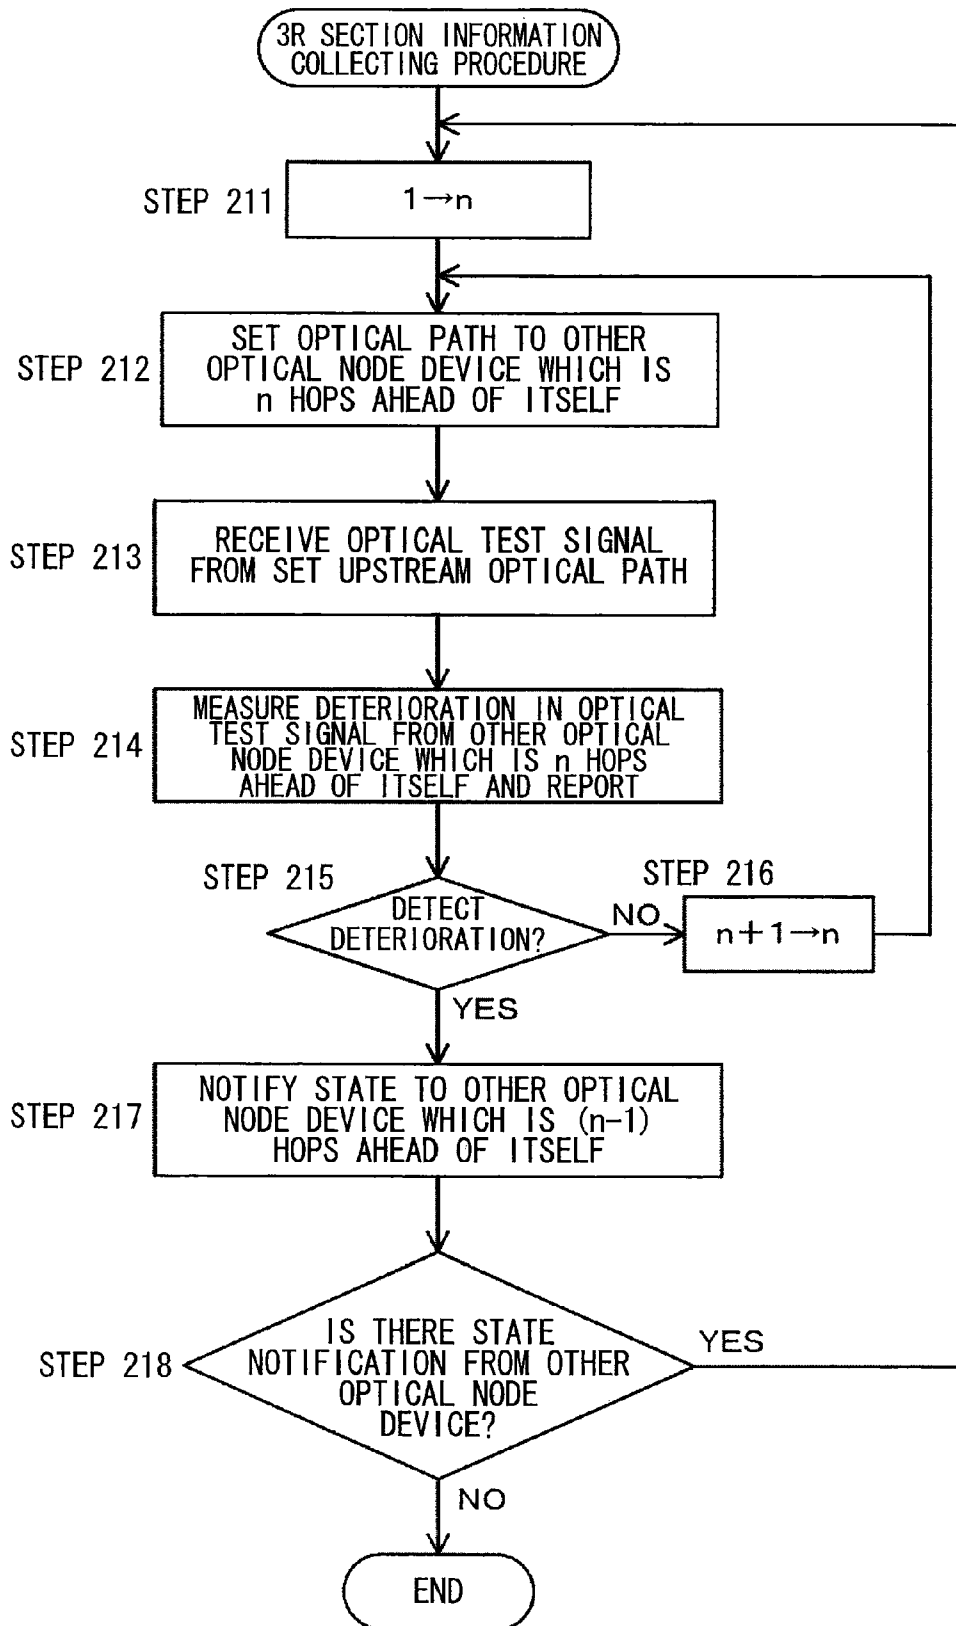 3R SECTION INFORMATION
COLLECTING PROCEDURE
STEP 211
1→n
STEP 212
SET OPTICAL PATH TO OTHER
OPTICAL NODE DEVICE WHICH IS
n HOPS AHEAD OF ITSELF
STEP 213
RECEIVE OPTICAL TEST SIGNAL
FROM SET UPSTREAM OPTICAL PATH
STEP 214
MEASURE DETERIORATION IN OPTICAL
TEST SIGNAL FROM OTHER OPTICAL
NODE DEVICE WHICH IS n HOPS
AHEAD OF ITSELF AND REPORT
STEP 215
DETECT
DETERIORATION?
NO
STEP 216
n+1→n
YES
STEP 217
NOTIFY STATE TO OTHER OPTICAL
NODE DEVICE WHICH IS (n-1)
HOPS AHEAD OF ITSELF
STEP 218
IS THERE STATE
NOTIFICATION FROM OTHER
OPTICAL NODE
DEVICE?
YES
NO
END